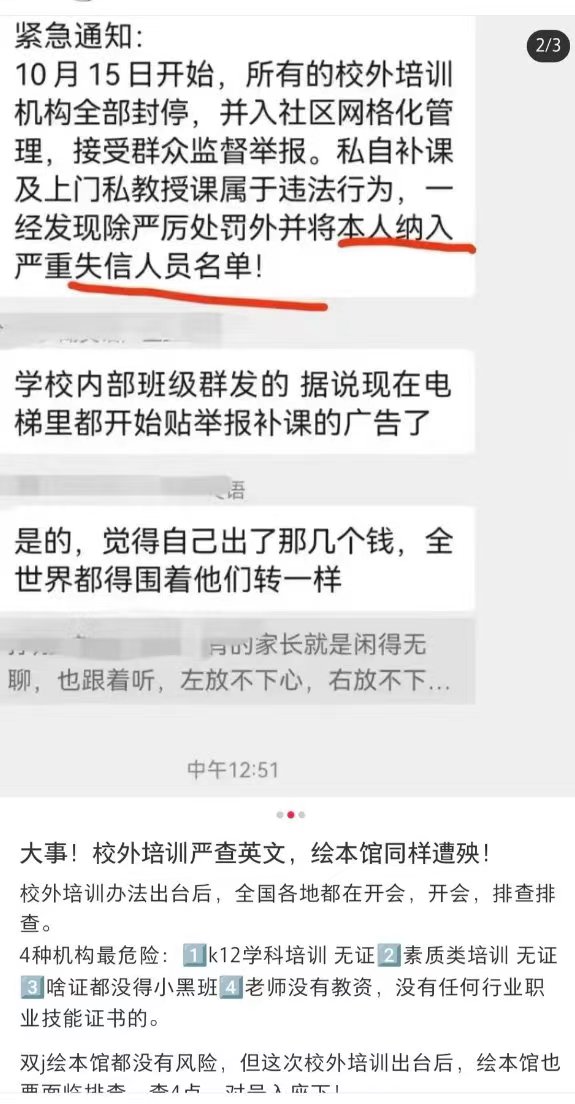 2/3
紧急通知：
10月15日开始，所有的校外培训
机构全部封停，并入社区网格化管
理，接受群众监督举报。私自补课
及上门私教授课属于违法行为，一
经发现除严厉处罚外并将本人纳入
严重失信人员名单！
学校内部班级群发的 据说现在电
梯里都开始贴举报补课的广告了
语
是的，觉得自己出了那几个钱，全
世界都得围着他们转一样
的家长就是闲得无
聊，也跟着听，左放不下心，右放不下...
中午12:51
大事！校外培训严查英文，绘本馆同样遭殃！
校外培训办法出台后，全国各地都在开会，开会，排查排
查。
4种机构最危险：1️⃣k12学科培训 无证2️⃣素质类培训 无证
3️⃣啥证都没得小黑班4️⃣老师没有教资，没有任何行业职
业技能证书的。
双j绘本馆都没有风险，但这次校外培训出台后，绘本馆也
要面临排查，查4点，对号入座下！